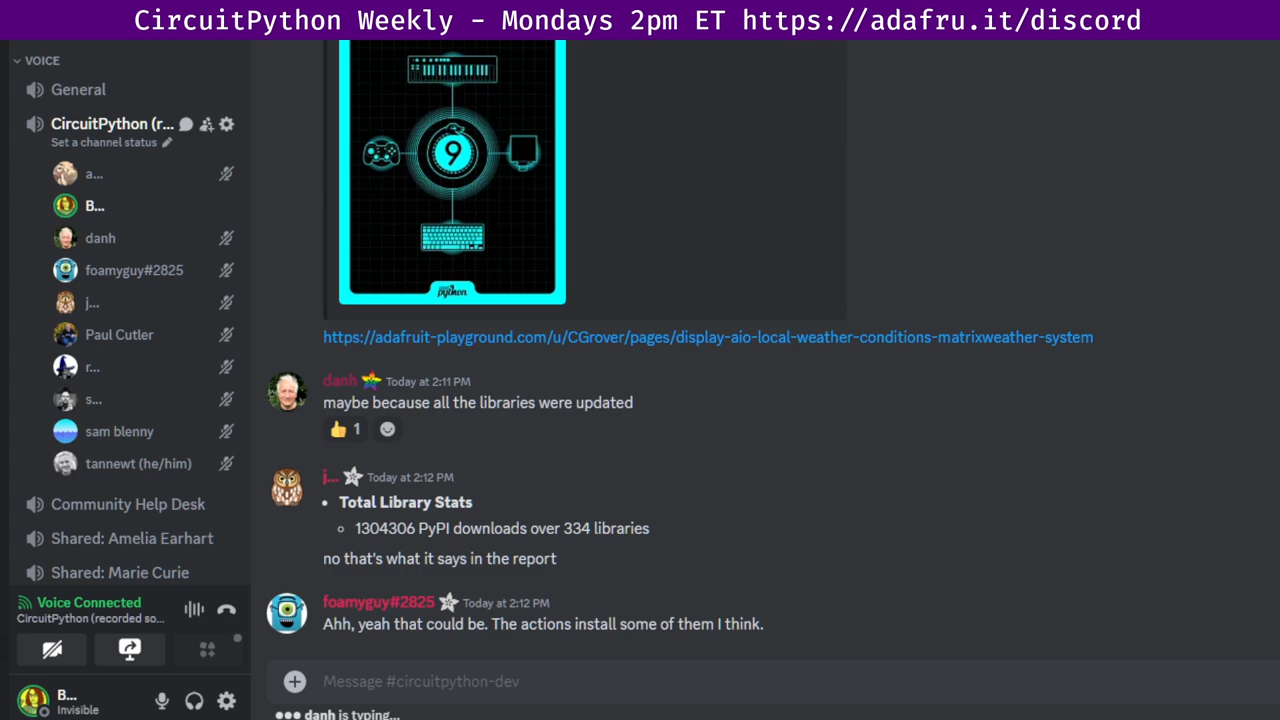 CircuitPython Weekly - Mondays 2pm ET https://adafru.it/discord
VOICE
General
CircuitPython (r...
Set a channel status
a...
B...
danh
foamyguy#2825
j...
Paul Cutler
r...
s...
sam blenny
tannewt (he/him)
Community Help Desk
Shared: Amelia Earhart
Shared: Marie Curie
Voice Connected
CircuitPython (recorded so...
B...
Invisible
9
python
https://adafruit-playground.com/u/CGrover/pages/display-aio-local-weather-conditions-matrixweather-system
danh Today at 2:11 PM
maybe because all the libraries were updated
👍 1
j... Today at 2:12 PM
• Total Library Stats
◦ 1304306 PyPI downloads over 334 libraries
no that's what it says in the report
foamyguy#2825 Today at 2:12 PM
Ahh, yeah that could be. The actions install some of them I think.
Message #circuitpython-dev
danh is typing...